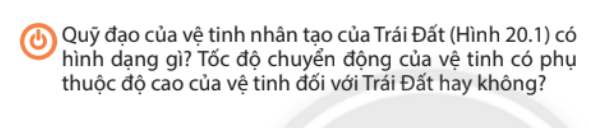 Quỹ đạo của vệ tinh nhân tạo của Trái Đất (Hình 20.1) có
hình dạng gì? Tốc độ chuyển động của vệ tinh có phụ
thuộc độ cao của vệ tinh đối với Trái Đất hay không?